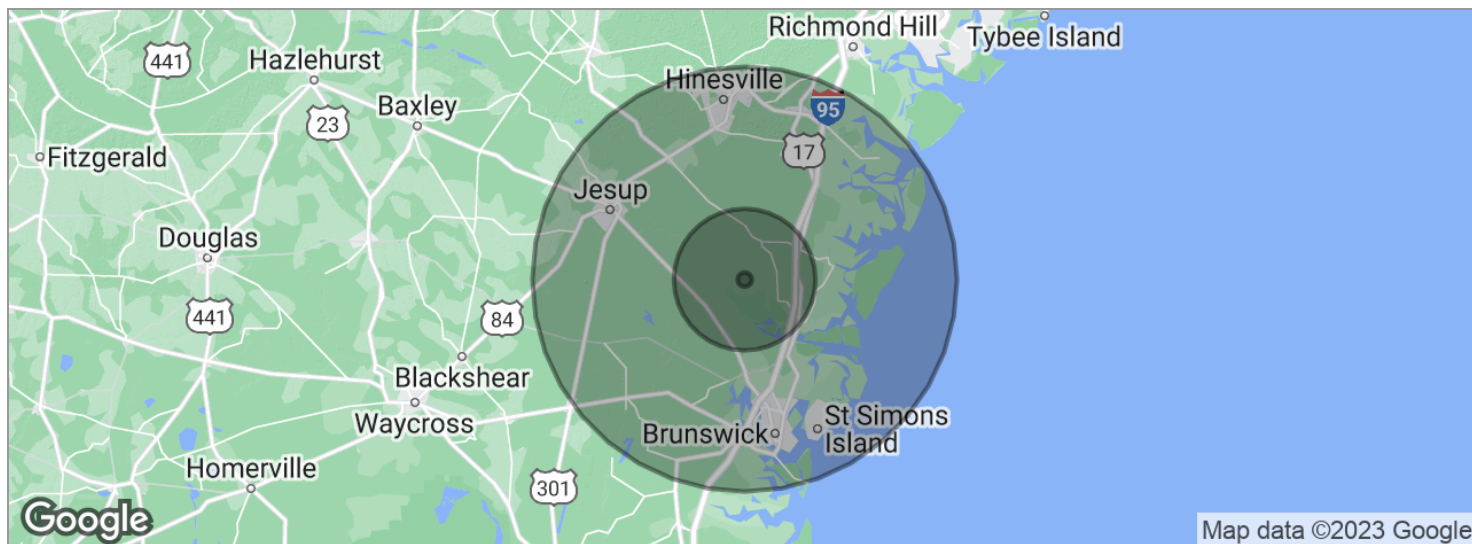 Richmond Hill
Tybee Island
441
Hazlehurst
Hinesville
Baxley
95
23
17
Fitzgerald
Jesup
Douglas
441
84
Blackshear
Waycross
St Simons
Island
Brunswick
Homerville
301
Google
Map data ©2023 Google